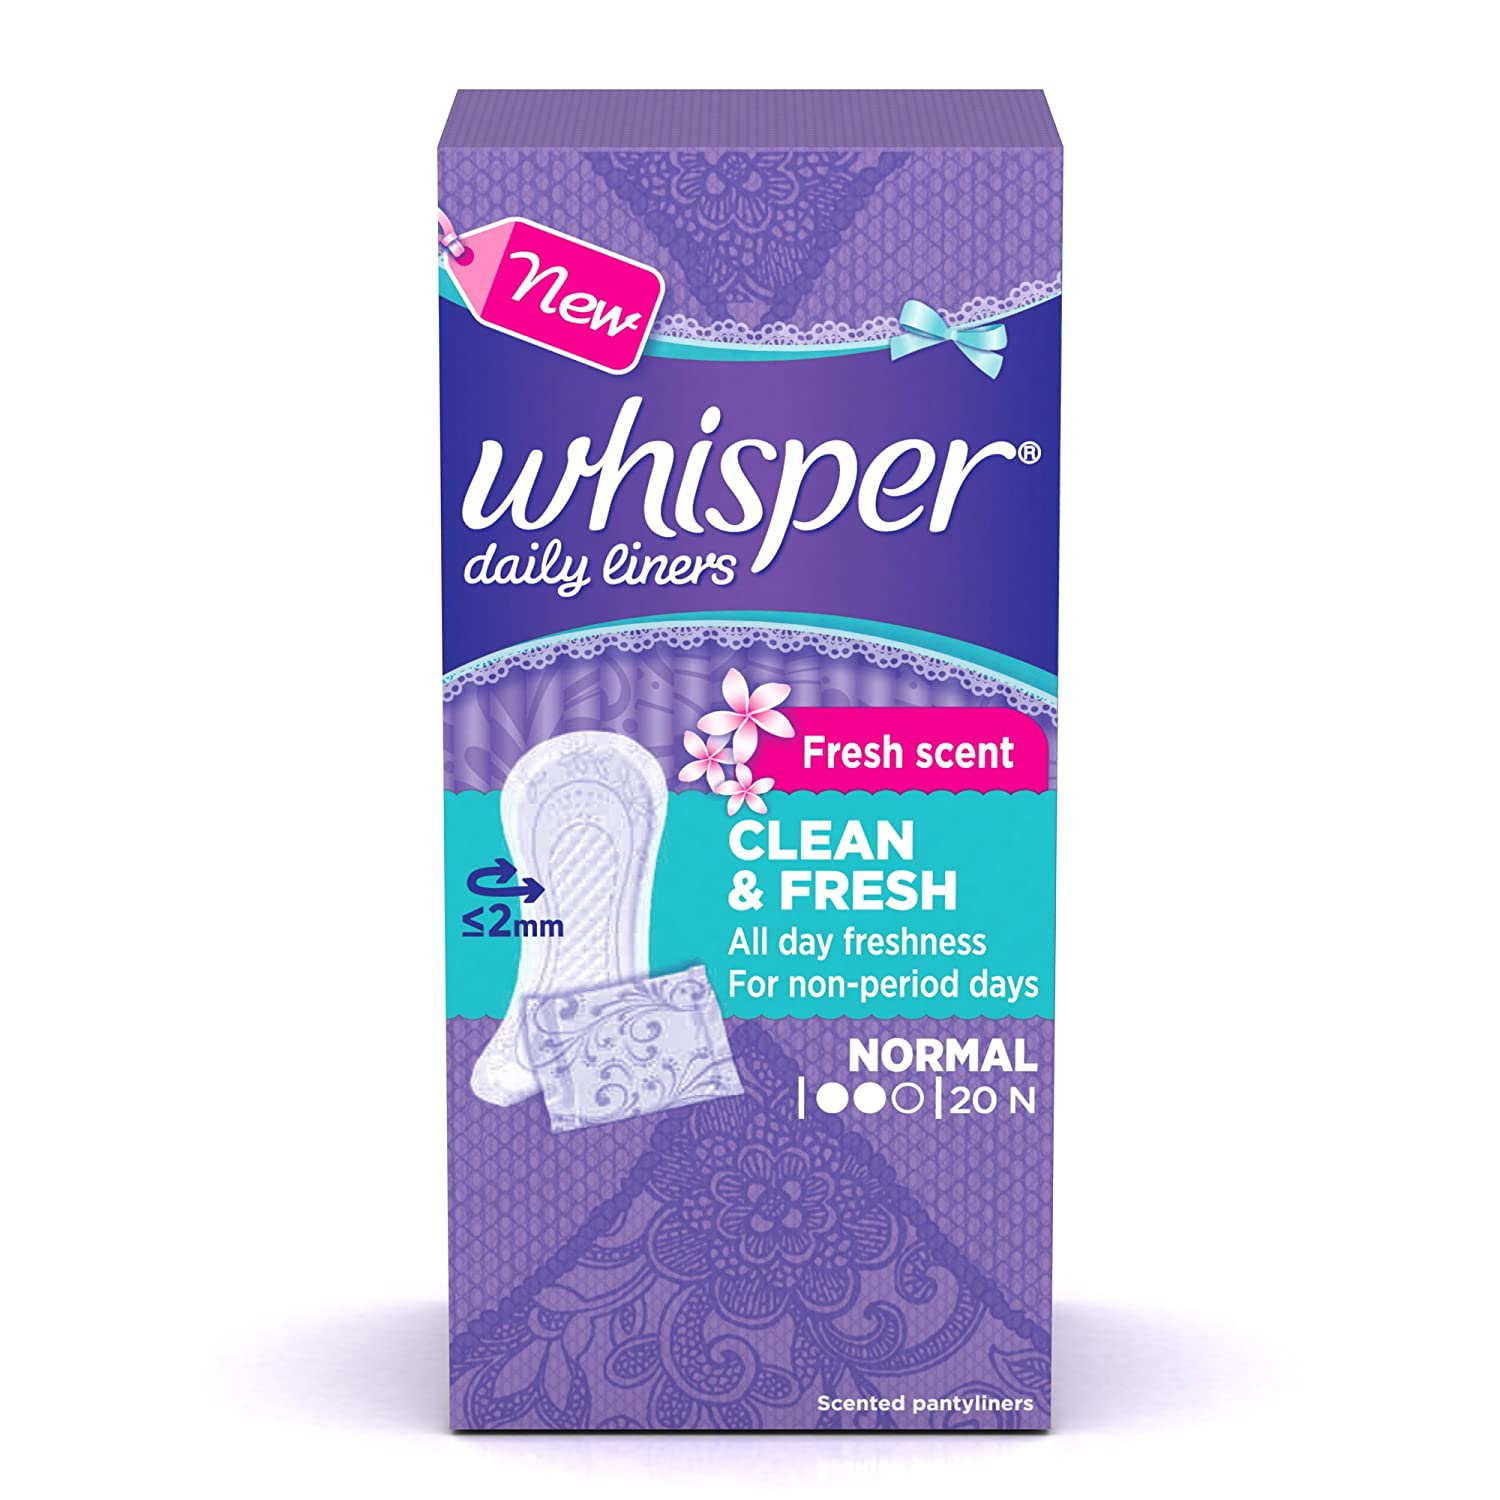 New
whisper®
daily liners
Fresh scent
CLEAN
& FRESH
All day freshness
For non-period days
≤2mm
NORMAL
20 N
Scented pantyliners